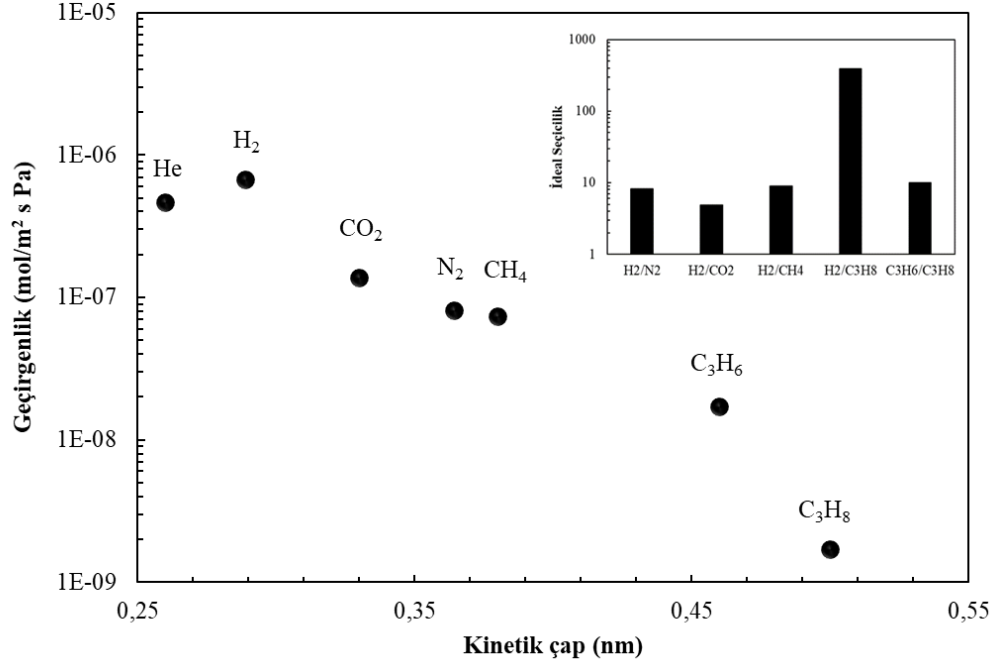 1E-05
1E-06
1E-07
1E-08
1E-09
Geçirgenlik (mol/m² s Pa)
0,25
0,35
0,45
0,55
Kinetik çap (nm)
He
H₂
CO₂
N₂
CH₄
C₃H₆
C₃H₈
1000
100
10
1
İdeal Seçicilik
H2/N2
H2/CO2
H2/CH4
H2/C3H8
C3H6/C3H8